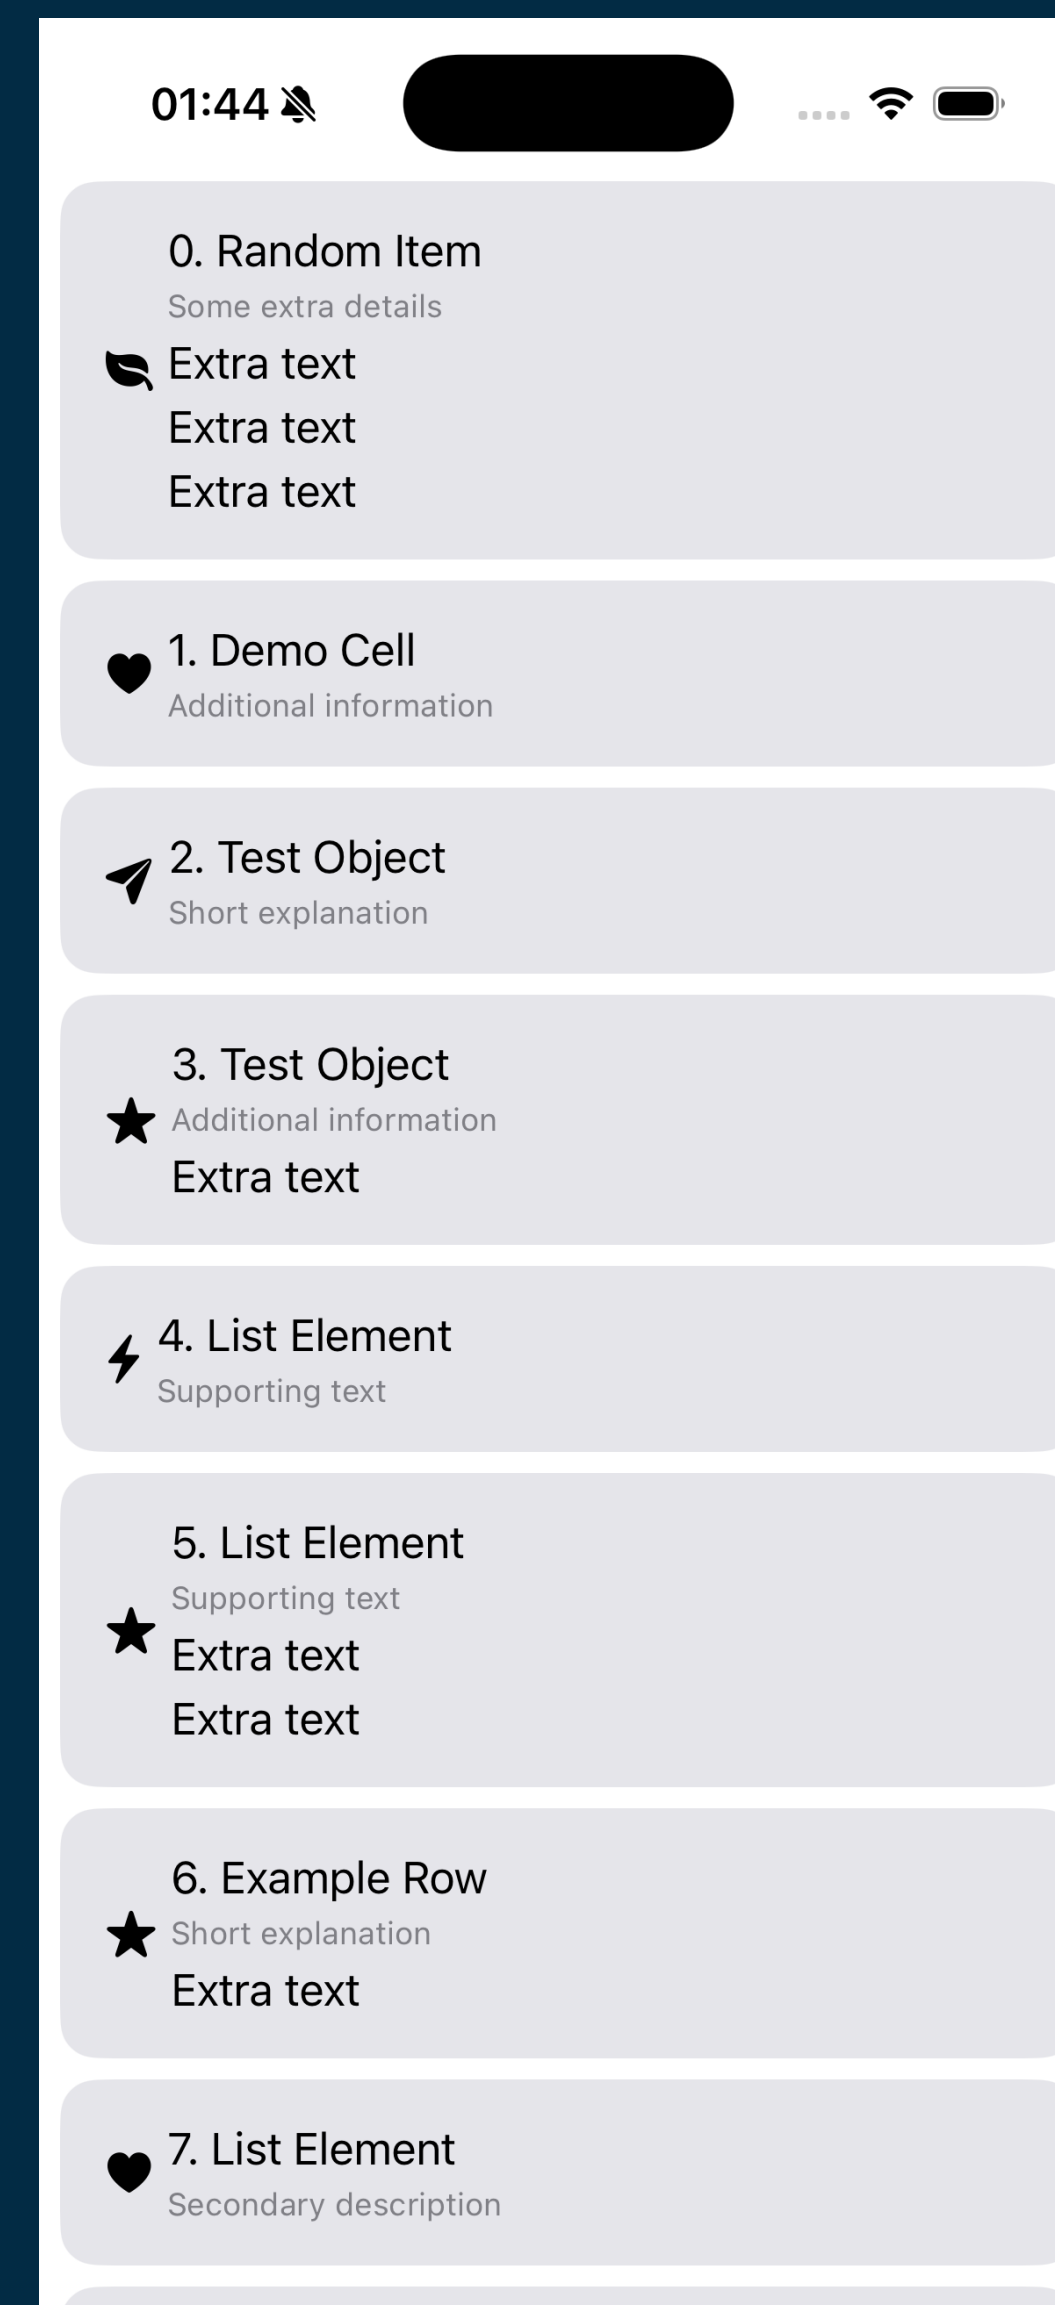 01:44
0. Random Item
Some extra details
Extra text
Extra text
Extra text
1. Demo Cell
Additional information
2. Test Object
Short explanation
3. Test Object
Additional information
Extra text
4. List Element
Supporting text
5. List Element
Supporting text
Extra text
Extra text
6. Example Row
Short explanation
Extra text
7. List Element
Secondary description